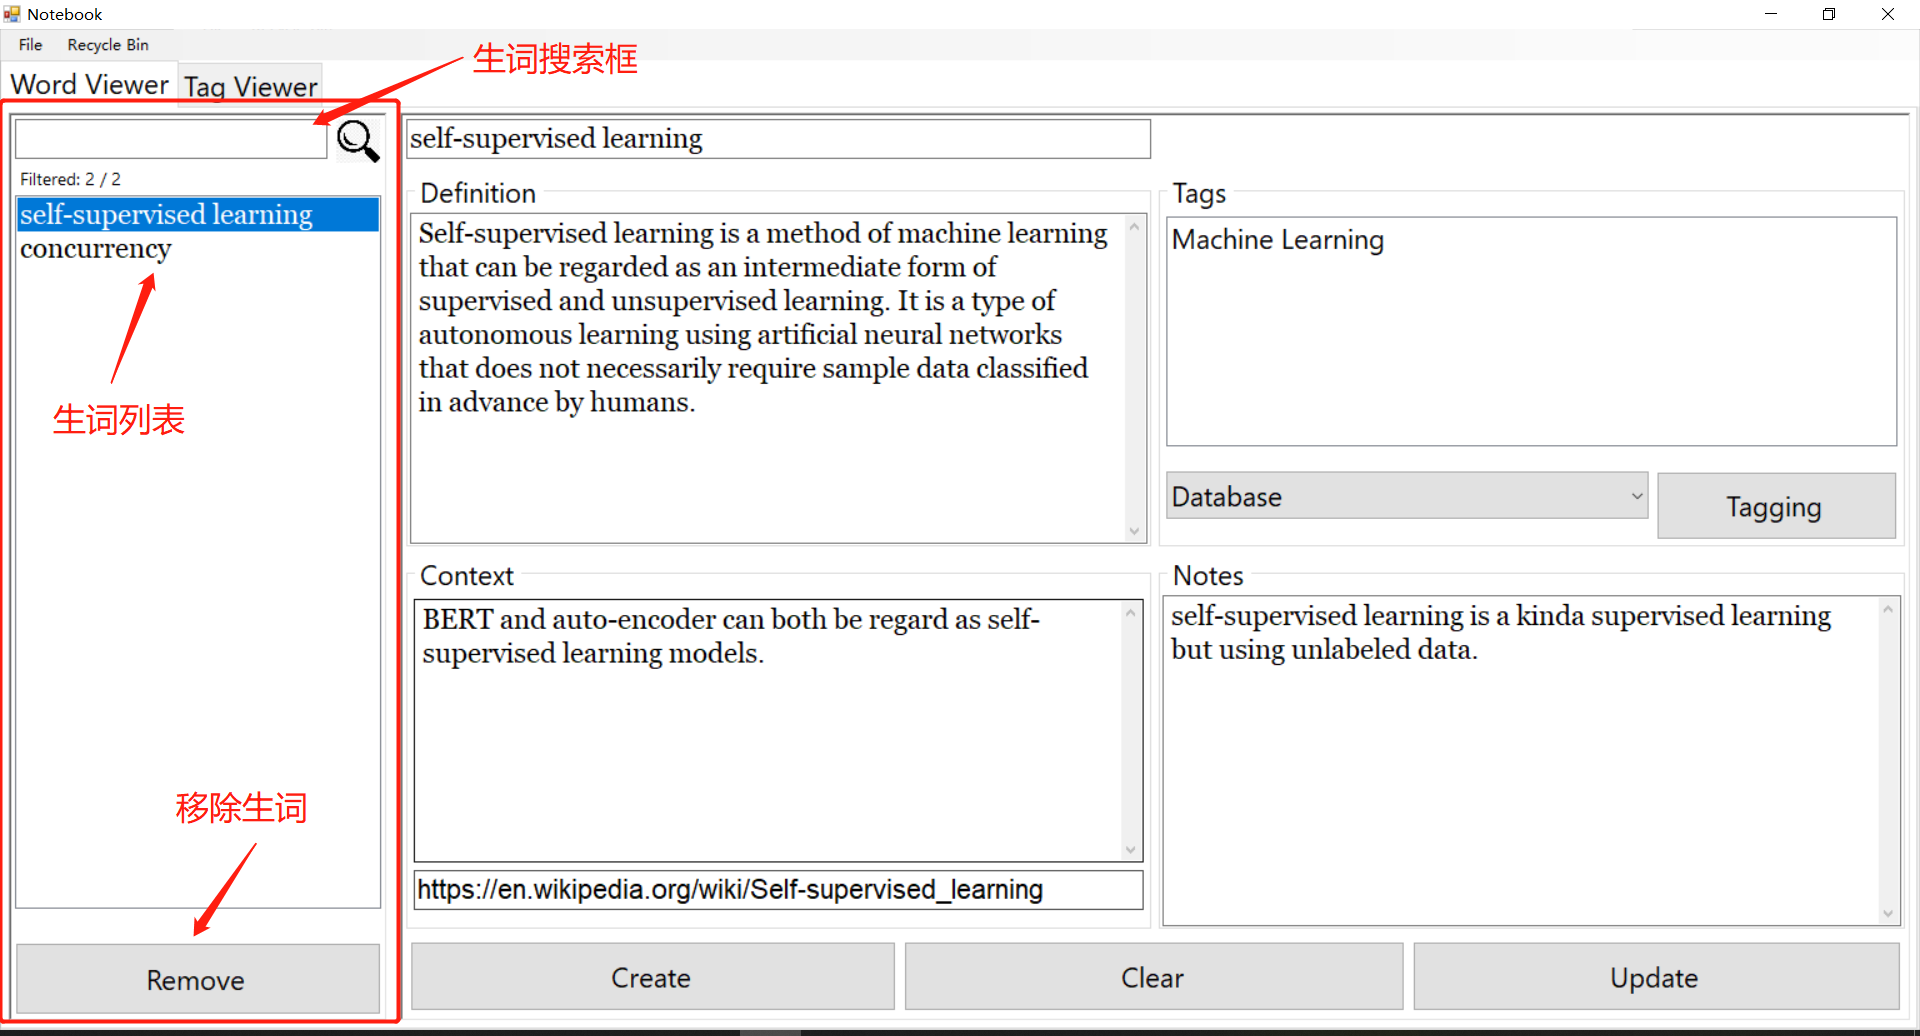 Notebook
File
Recycle Bin
生词搜索框
Word Viewer
Tag Viewer
Filtered: 2 / 2
self-supervised learning
concurrency
生词列表
移除生词
Remove
self-supervised learning
Definition
Self-supervised learning is a method of machine learning
that can be regarded as an intermediate form of
supervised and unsupervised learning. It is a type of
autonomous learning using artificial neural networks
that does not necessarily require sample data classified
in advance by humans.
Tags
Machine Learning
Database
Tagging
Context
BERT and auto-encoder can both be regard as self-
supervised learning models.
https://en.wikipedia.org/wiki/Self-supervised_learning
Notes
self-supervised learning is a kinda supervised learning
but using unlabeled data.
Create
Clear
Update